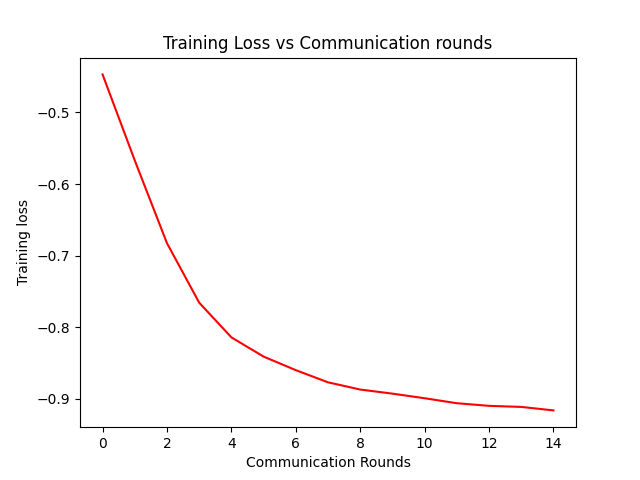 Training Loss vs Communication rounds
Training loss
−0.5
−0.6
−0.7
−0.8
−0.9
0 2 4 6 8 10 12 14
Communication Rounds